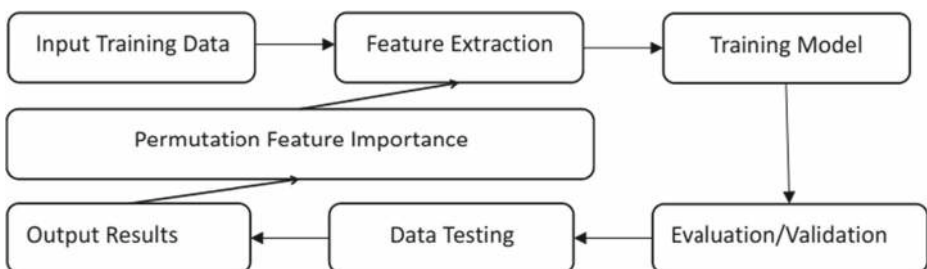 Input Training Data
Feature Extraction
Training Model
Permutation Feature Importance
Output Results
Data Testing
Evaluation/Validation